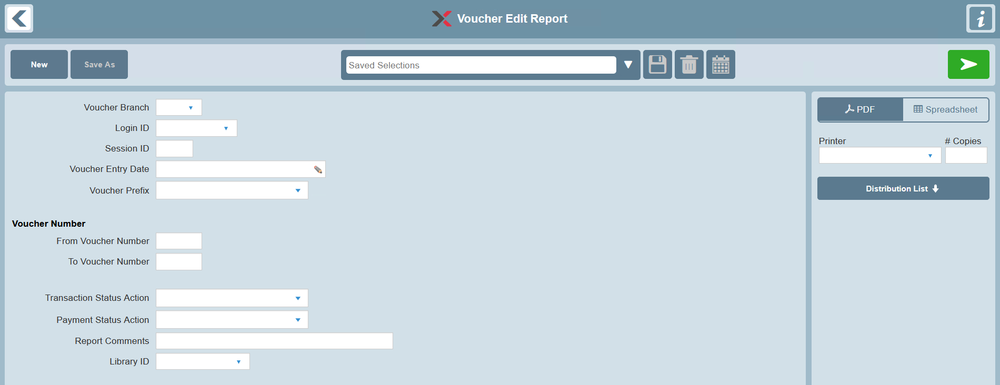 Voucher Edit Report
New
Save As
Saved Selections
Voucher Branch
Login ID
Session ID
Voucher Entry Date
Voucher Prefix
Voucher Number
From Voucher Number
To Voucher Number
Transaction Status Action
Payment Status Action
Report Comments
Library ID
PDF
Spreadsheet
Printer
# Copies
Distribution List